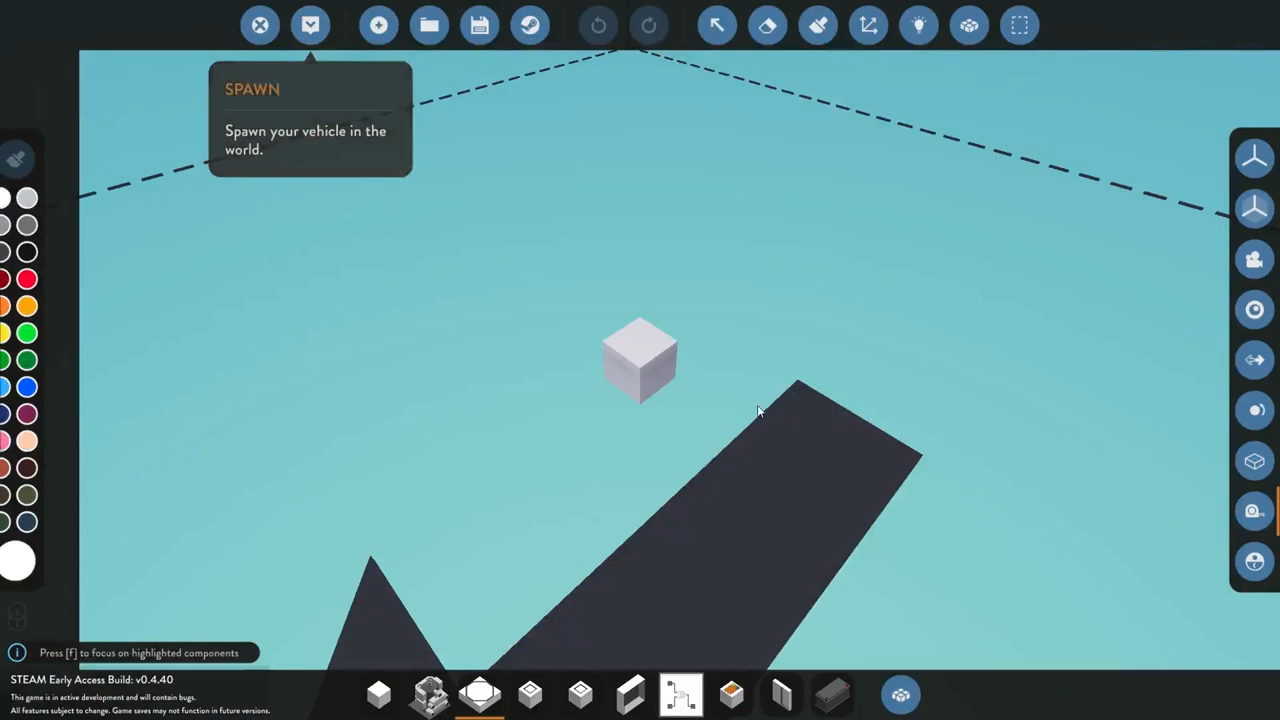 SPAWN
Spawn your vehicle in the
world.
Press [f] to focus on highlighted components
STEAM Early Access Build: v0.4.40
This game is in active development and will contain bugs.
All features subject to change. Game saves may not function in future versions.